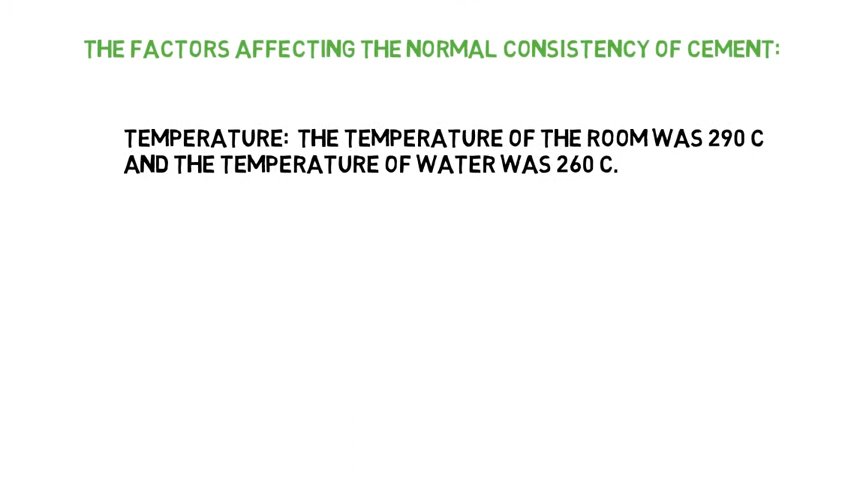 THE FACTORS AFFECTING THE NORMAL CONSISTENCY OF CEMENT:
TEMPERATURE: THE TEMPERATURE OF THE ROOM WAS 290 C
AND THE TEMPERATURE OF WATER WAS 260 C.